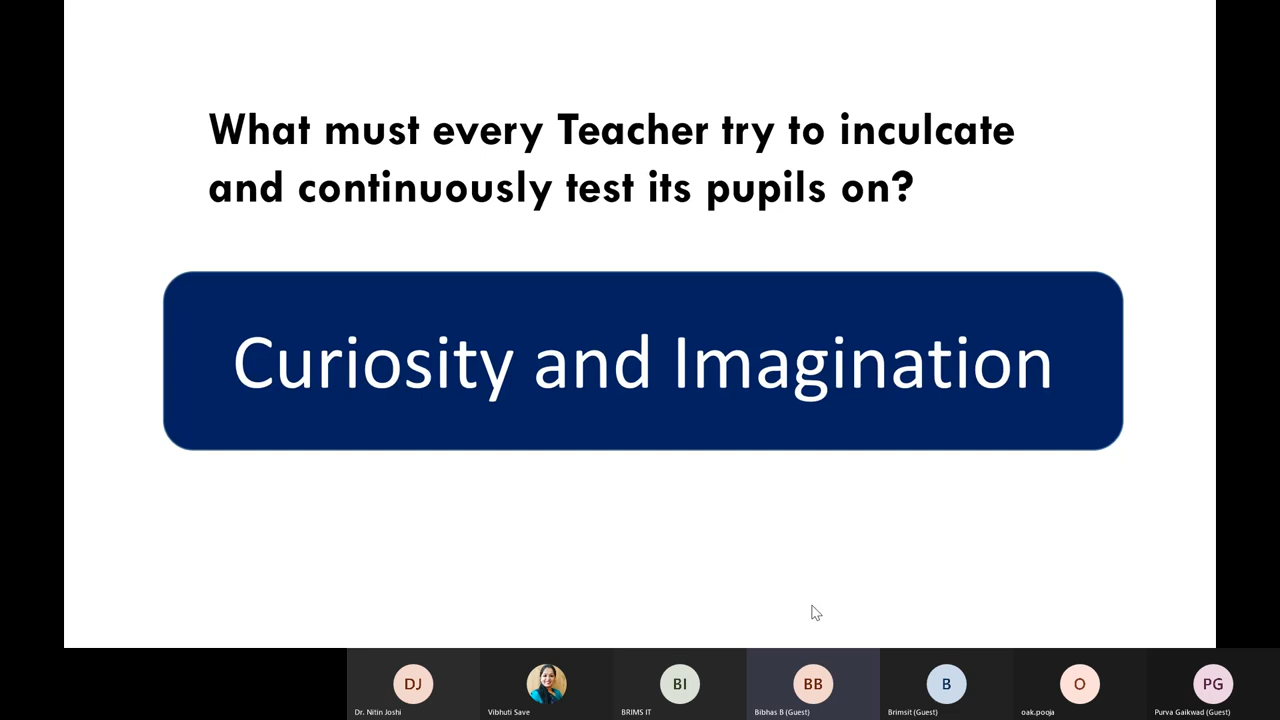 What must every Teacher try to inculcate
and continuously test its pupils on?
Curiosity and Imagination
DJ
BI
BB
B
O
PG
Dr. Nitin Joshi
Vibhuti Save
BRIMS IT
Bibhas B (Guest)
Brimsit (Guest)
oak.pooja
Purva Gaikwad (Guest)